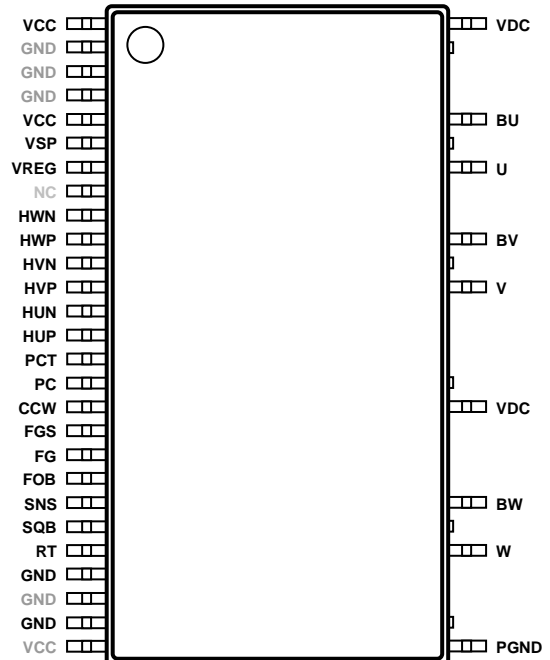 VCC VDC
GND
GND
GND
VCC BU
VSP
VREG U
NC
HWN
HWP BV
HVN
HVP V
HUN
HUP
PCT
PC
CCW VDC
FGS
FG
FOB
SNS BW
SQB
RT W
GND
GND
GND
VCC PGND